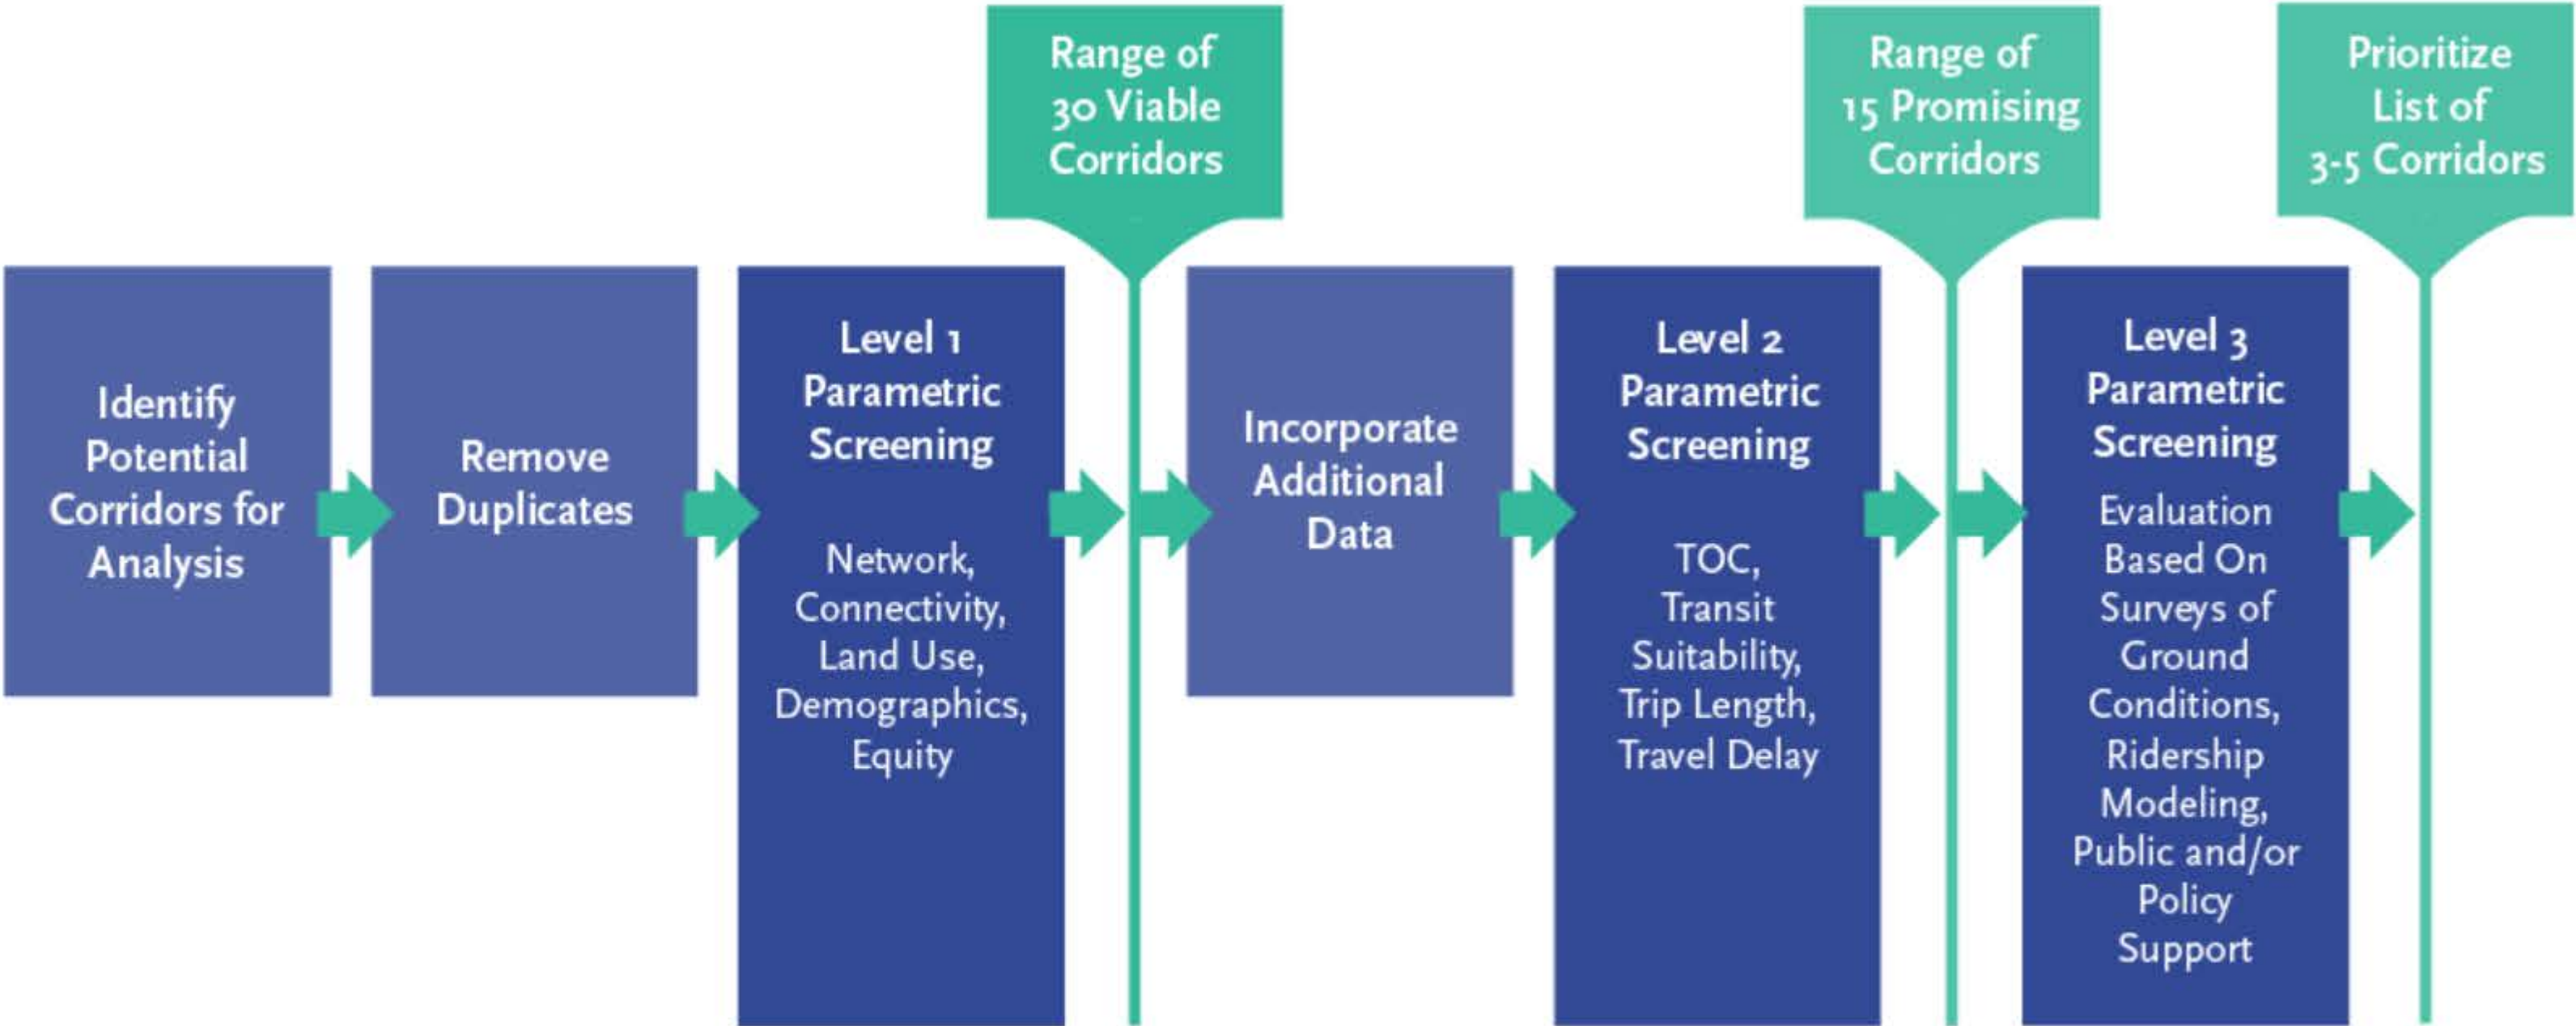 Range of
30 Viable
Corridors
Range of
15 Promising
Corridors
Prioritize
List of
3-5 Corridors
Identify
Potential
Corridors for
Analysis
Remove
Duplicates
Level 1
Parametric
Screening
Network,
Connectivity,
Land Use,
Demographics,
Equity
Incorporate
Additional
Data
Level 2
Parametric
Screening
TOC,
Transit
Suitability,
Trip Length,
Travel Delay
Level 3
Parametric
Screening
Evaluation
Based On
Surveys of
Ground
Conditions,
Ridership
Modeling,
Public and/or
Policy
Support